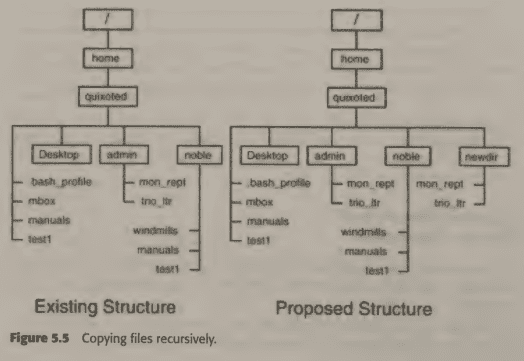 /
home
quixoted
Desktop admin noble
.bash_profile mon_rept
mbox trio_ltr
manuals windmills
test1 manuals
test1
Existing Structure
/
home
quixoted
Desktop admin noble newdir
.bash_profile mon_rept mon_rept
mbox trio_ltr trio_ltr
manuals windmills
test1 manuals
test1
Proposed Structure
Figure 5.5 Copying files recursively.